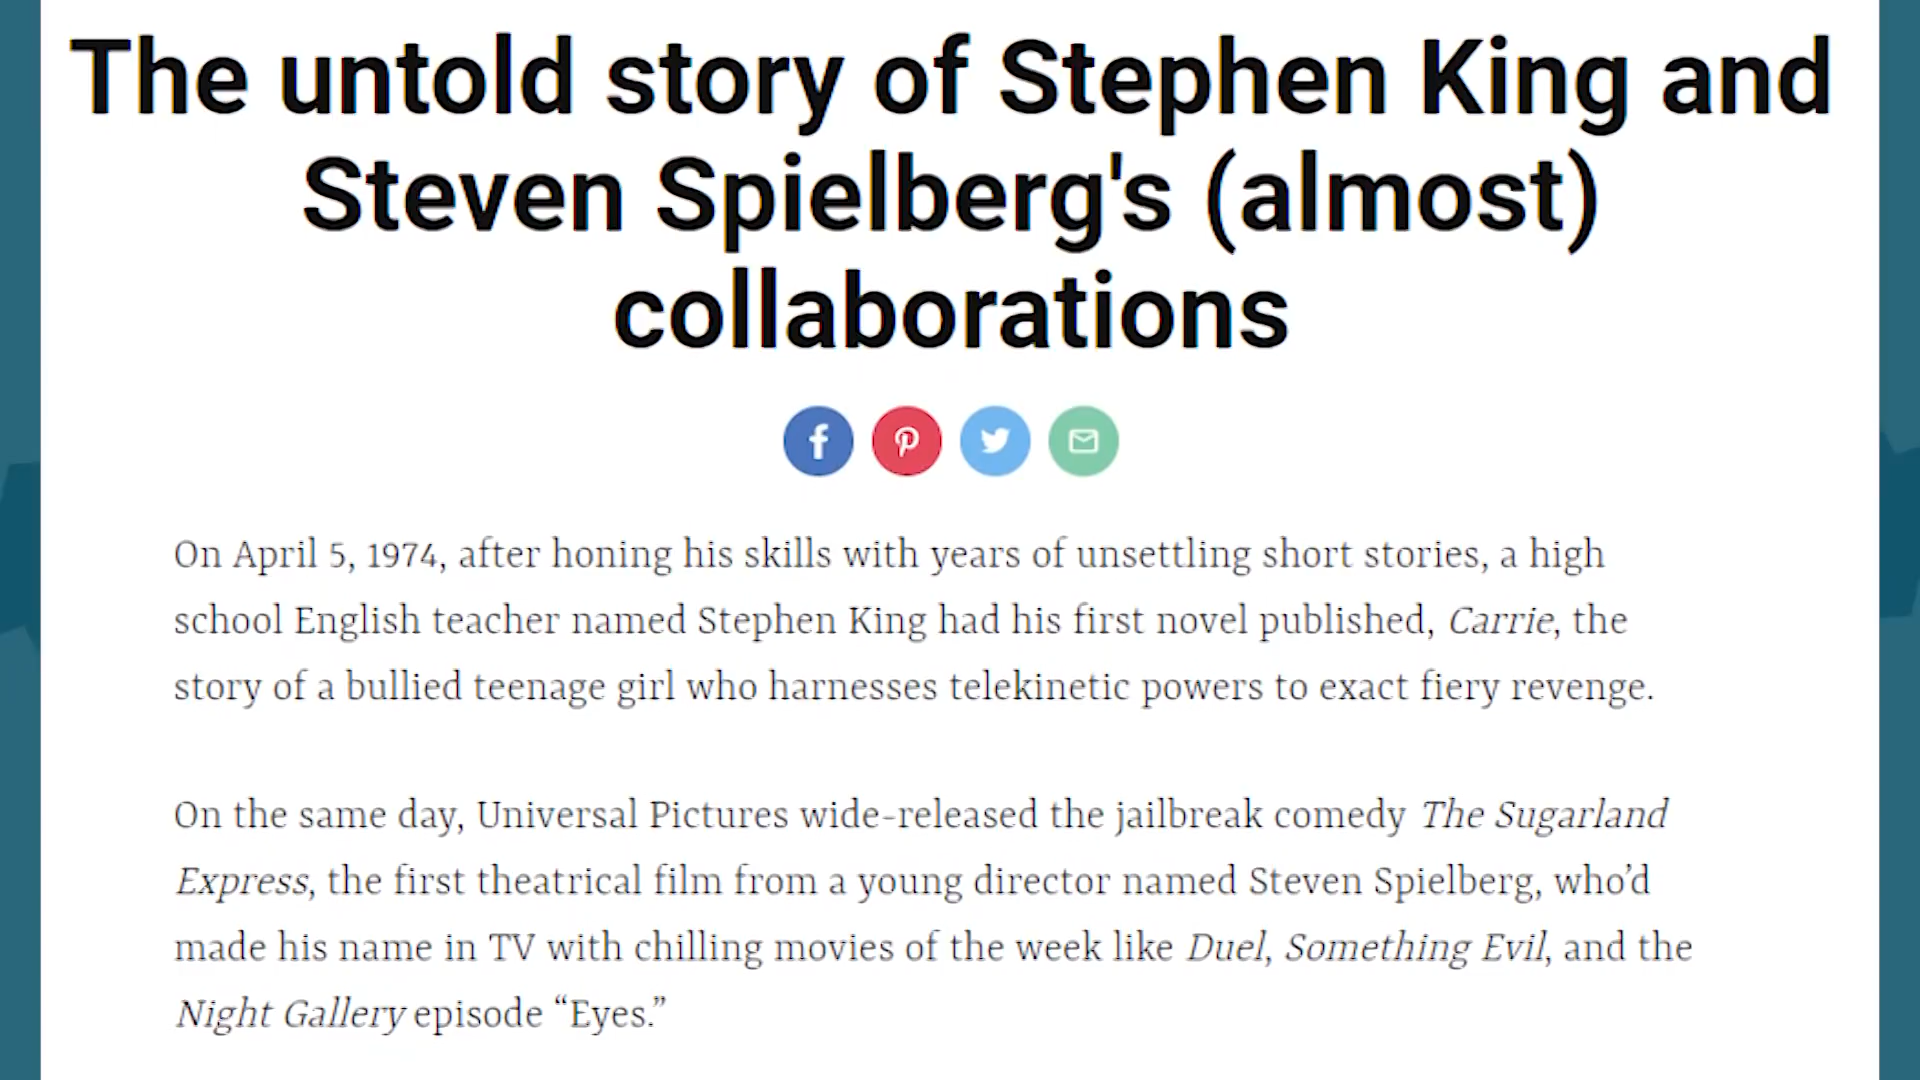 The untold story of Stephen King and
Steven Spielberg's (almost)
collaborations
On April 5, 1974, after honing his skills with years of unsettling short stories, a high
school English teacher named Stephen King had his first novel published, Carrie, the
story of a bullied teenage girl who harnesses telekinetic powers to exact fiery revenge.
On the same day, Universal Pictures wide-released the jailbreak comedy The Sugarland
Express, the first theatrical film from a young director named Steven Spielberg, who’d
made his name in TV with chilling movies of the week like Duel, Something Evil, and the
Night Gallery episode “Eyes.”